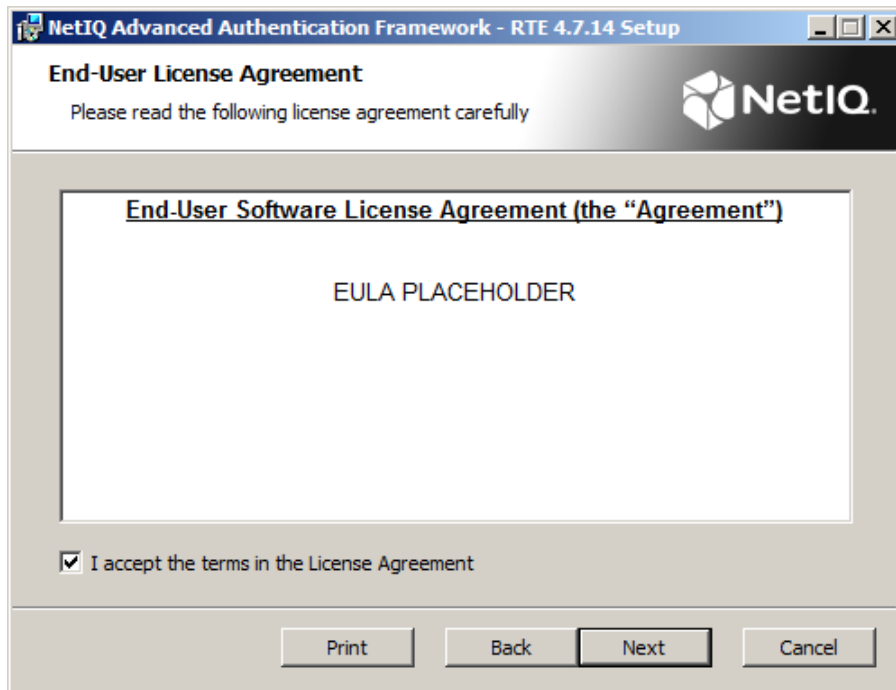 NetIQ Advanced Authentication Framework - RTE 4.7.14 Setup
End-User License Agreement
Please read the following license agreement carefully
NetIQ.
End-User Software License Agreement (the “Agreement”)
EULA PLACEHOLDER
I accept the terms in the License Agreement
Print Back Next Cancel